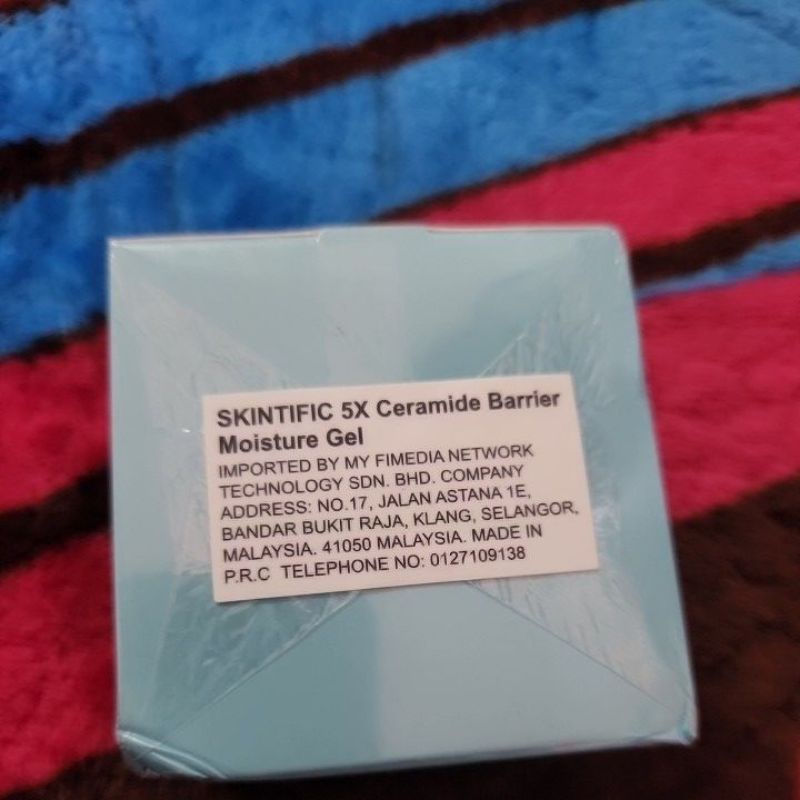 SKINTIFIC 5X Ceramide Barrier
Moisture Gel
IMPORTED BY MY FIMEDIA NETWORK
TECHNOLOGY SDN. BHD. COMPANY
ADDRESS: NO.17, JALAN ASTANA 1E,
BANDAR BUKIT RAJA, KLANG, SELANGOR,
MALAYSIA. 41050 MALAYSIA. MADE IN
P.R.C TELEPHONE NO: 0127109138